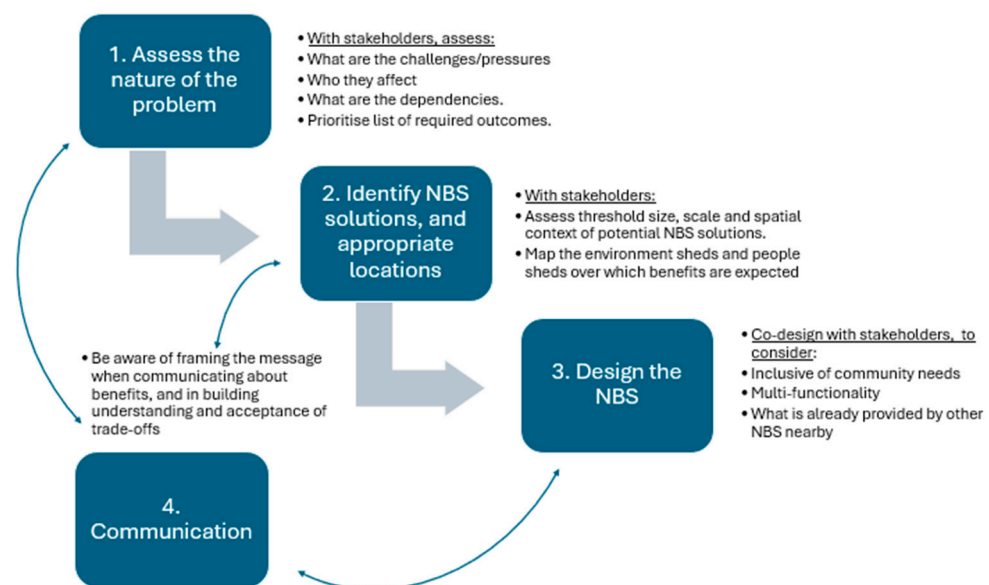 1. Assess the
nature of the
problem
• With stakeholders, assess:
• What are the challenges/pressures
• Who they affect
• What are the dependencies.
• Prioritise list of required outcomes.
2. Identify NBS
solutions, and
appropriate
locations
• With stakeholders:
• Assess threshold size, scale and spatial
context of potential NBS solutions.
• Map the environment sheds and people
sheds over which benefits are expected
3. Design the
NBS
• Co-design with stakeholders, to
consider:
• Inclusive of community needs
• Multi-functionality
• What is already provided by other
NBS nearby
• Be aware of framing the message
when communicating about
benefits, and in building
understanding and acceptance of
trade-offs
4.
Communication